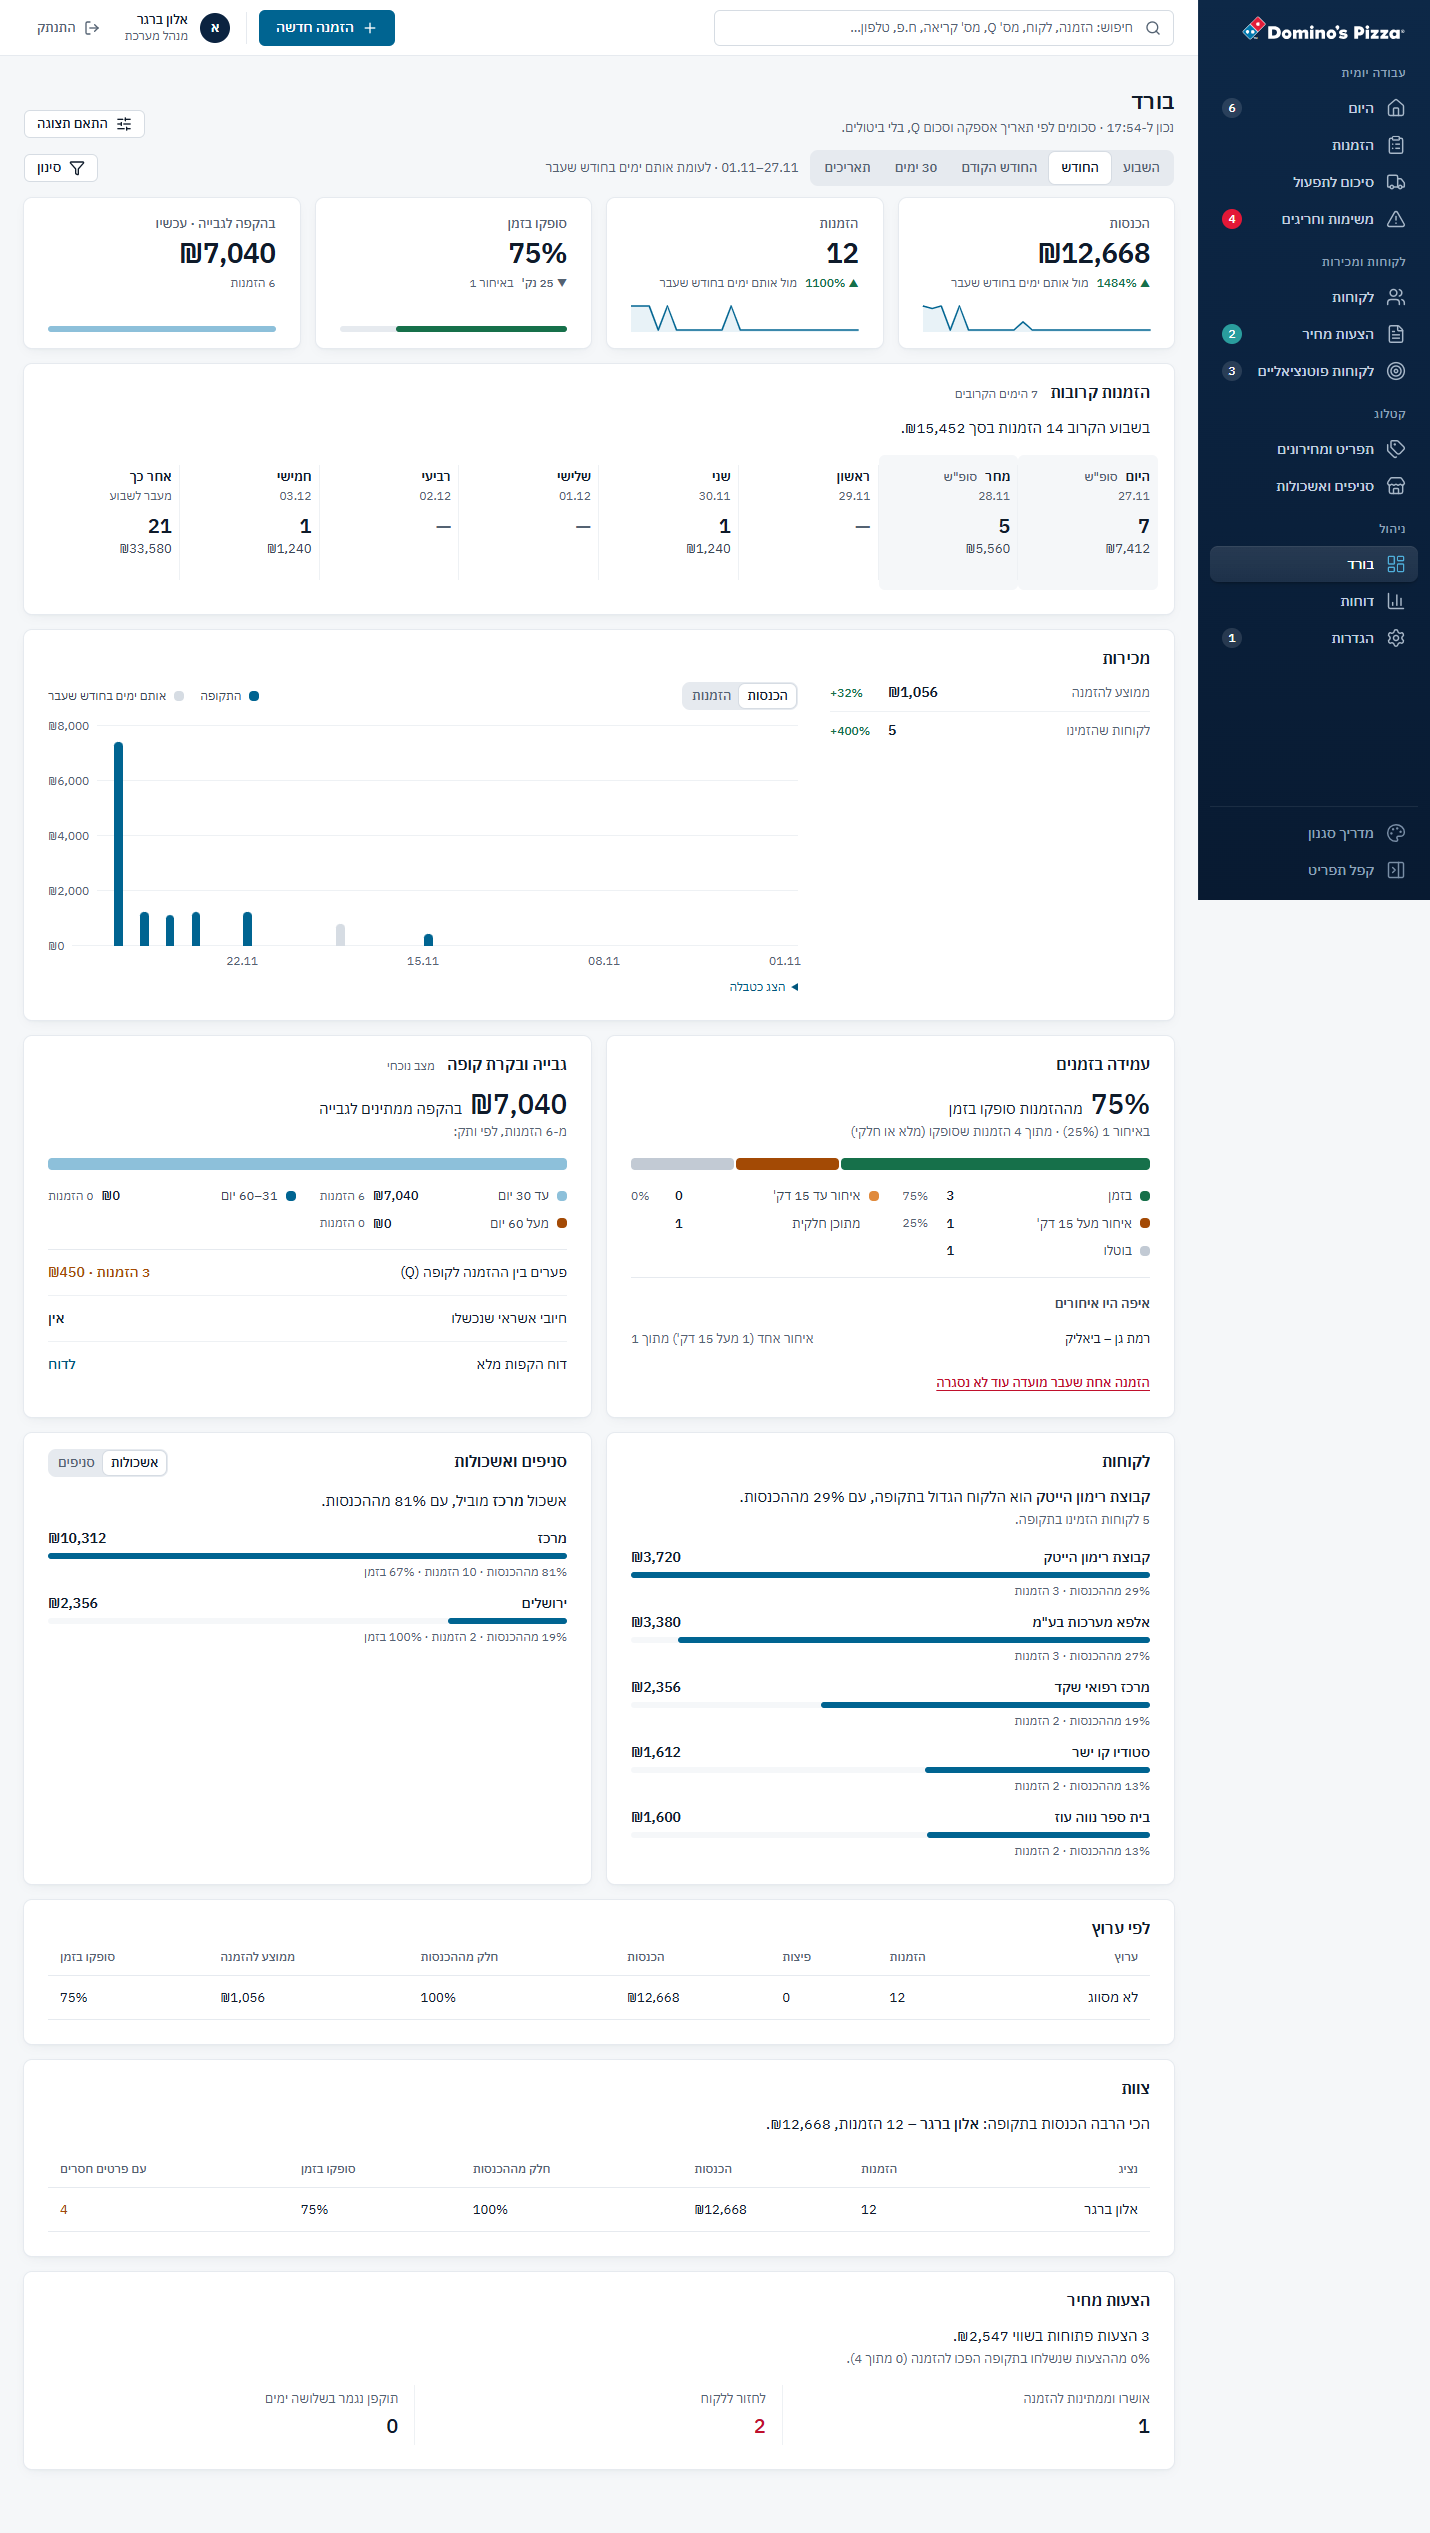 Domino's Pizza
עבודה יומית
היום 6
הזמנות
סיכום לתפעול
משימות וחריגים 4
לקוחות ומכירות
לקוחות
הצעות מחיר 2
לקוחות פוטנציאליים 3
קטלוג
תפריט ומחירונים
סניפים ואשכולות
ניהול
בורד
דוחות
הגדרות 1
מדריך סגנון
קפל תפריט
חיפוש: הזמנה, לקוח, מס' Q, מס' קריאה, ח.פ, טלפון...
הזמנה חדשה
א
אלון ברגר
מנהל מערכת
התנתק
בורד
נכון ל-17:54 · סכומים לפי תאריך אספקה וסכום Q, בלי ביטולים.
התאם תצוגה
השבוע החודש החודש הקודם 30 ימים תאריכים
01.11–27.11 · לעומת אותם ימים בחודש שעבר
סינון
הכנסות
₪12,668
▲ 1484% מול אותם ימים בחודש שעבר
הזמנות
12
▲ 1100% מול אותם ימים בחודש שעבר
סופקו בזמן
75%
▼ 25 נק' באיחור 1
בהקפה לגבייה · עכשיו
₪7,040
6 הזמנות
הזמנות קרובות 7 הימים הקרובים
בשבוע הקרוב 14 הזמנות בסך ₪15,452.
היום סופ"ש
27.11
7
₪7,412
מחר סופ"ש
28.11
5
₪5,560
ראשון
29.11
—
שני
30.11
1
₪1,240
שלישי
01.12
—
רביעי
02.12
—
חמישי
03.12
1
₪1,240
אחר כך
מעבר לשבוע
21
₪33,580
מכירות
ממוצע להזמנה ₪1,056 +32%
לקוחות שהזמינו 5 +400%
הכנסות הזמנות
התקופה אותם ימים בחודש שעבר
₪8,000
₪6,000
₪4,000
₪2,000
₪0
01.11 08.11 15.11 22.11
הצג כטבלה
עמידה בזמנים
75% מההזמנות סופקו בזמן
באיחור 1 (25%) · מתוך 4 הזמנות שסופקו (מלא או חלקי)
בזמן 3 75%
איחור עד 15 דק' 0 0%
איחור מעל 15 דק' 1 25%
מתוכן חלקית 1
בוטלו 1
איפה היו איחורים
רמת גן – ביאליק איחור אחד (1 מעל 15 דק') מתוך 1
הזמנה אחת שעבר מועדה עוד לא נסגרה
גבייה ובקרת קופה מצב נוכחי
₪7,040 בהקפה ממתינים לגבייה
מ-6 הזמנות, לפי ותק:
עד 30 יום ₪7,040 6 הזמנות
31–60 יום ₪0 0 הזמנות
מעל 60 יום ₪0 0 הזמנות
פערים בין ההזמנה לקופה (Q) 3 הזמנות · ₪450
חיובי אשראי שנכשלו אין
דוח הקפות מלא לדוח
לקוחות
קבוצת רימון הייטק הוא הלקוח הגדול בתקופה, עם 29% מההכנסות.
5 לקוחות הזמינו בתקופה.
קבוצת רימון הייטק ₪3,720
29% מההכנסות · 3 הזמנות
אלפא מערכות בע"מ ₪3,380
27% מההכנסות · 3 הזמנות
מרכז רפואי שקד ₪2,356
19% מההכנסות · 2 הזמנות
סטודיו קו ישר ₪1,612
13% מההכנסות · 2 הזמנות
בית ספר נווה עוז ₪1,600
13% מההכנסות · 2 הזמנות
סניפים ואשכולות
אשכולות סניפים
אשכול מרכז מוביל, עם 81% מההכנסות.
מרכז ₪10,312
81% מההכנסות · 10 הזמנות · 67% בזמן
ירושלים ₪2,356
19% מההכנסות · 2 הזמנות · 100% בזמן
לפי ערוץ
ערוץ הזמנות פיצות הכנסות חלק מההכנסות ממוצע להזמנה סופקו בזמן
לא מסווג 12 0 ₪12,668 100% ₪1,056 75%
צוות
הכי הרבה הכנסות בתקופה: אלון ברגר – 12 הזמנות, ₪12,668.
נציג הזמנות הכנסות חלק מההכנסות סופקו בזמן עם פרטים חסרים
אלון ברגר 12 ₪12,668 100% 75% 4
הצעות מחיר
3 הצעות פתוחות בשווי ₪2,547.
0% מההצעות שנשלחו בתקופה הפכו להזמנה (0 מתוך 4).
אושרו וממתינות להזמנה
1
לחזור ללקוח
2
תוקפן נגמר בשלושה ימים
0